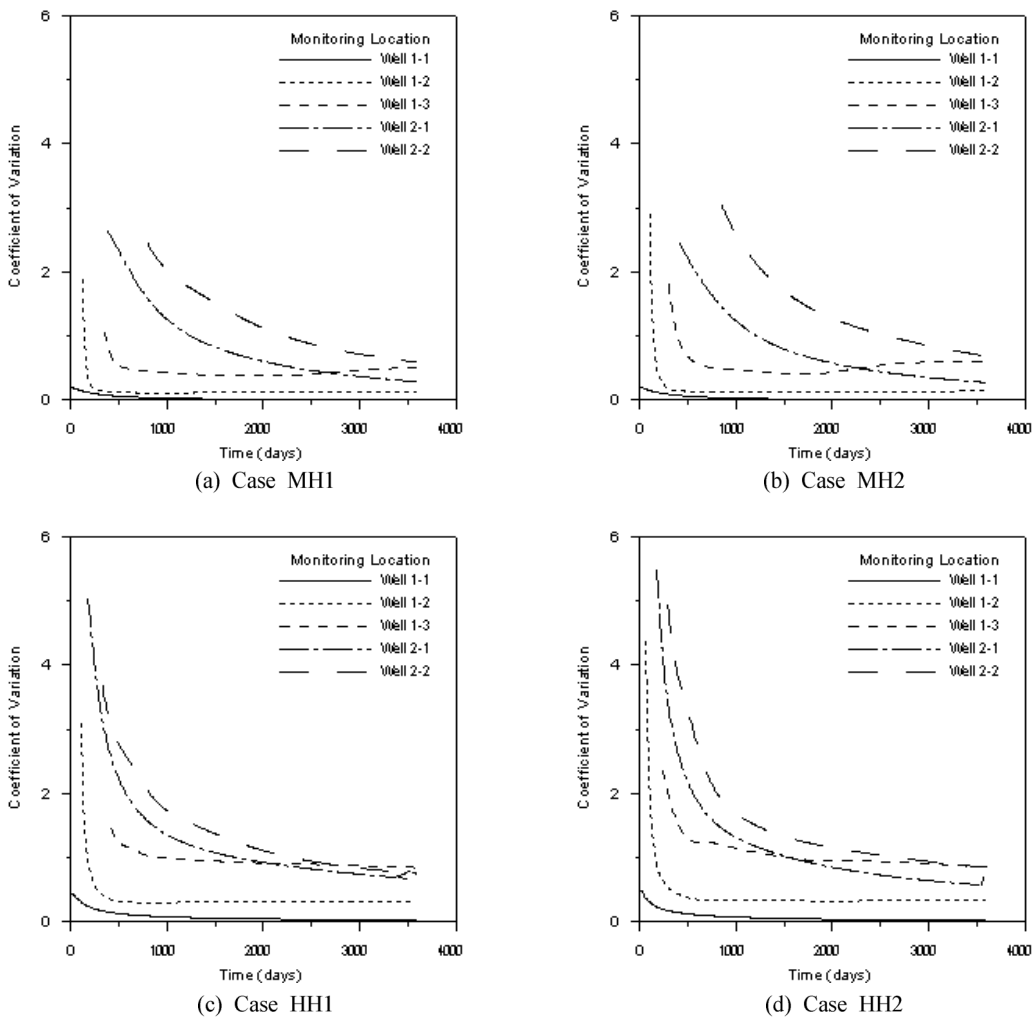 6
4
2
0
Coefficient of Variation
Monitoring Location
Well 1-1
Well 1-2
Well 1-3
Well 2-1
Well 2-2
0 1000 2000 3000 4000
Time (days)
(a) Case MH1
6
4
2
0
Coefficient of Variation
Monitoring Location
Well 1-1
Well 1-2
Well 1-3
Well 2-1
Well 2-2
0 1000 2000 3000 4000
Time (days)
(b) Case MH2
6
4
2
0
Coefficient of Variation
Monitoring Location
Well 1-1
Well 1-2
Well 1-3
Well 2-1
Well 2-2
0 1000 2000 3000 4000
Time (days)
(c) Case HH1
6
4
2
0
Coefficient of Variation
Monitoring Location
Well 1-1
Well 1-2
Well 1-3
Well 2-1
Well 2-2
0 1000 2000 3000 4000
Time (days)
(d) Case HH2